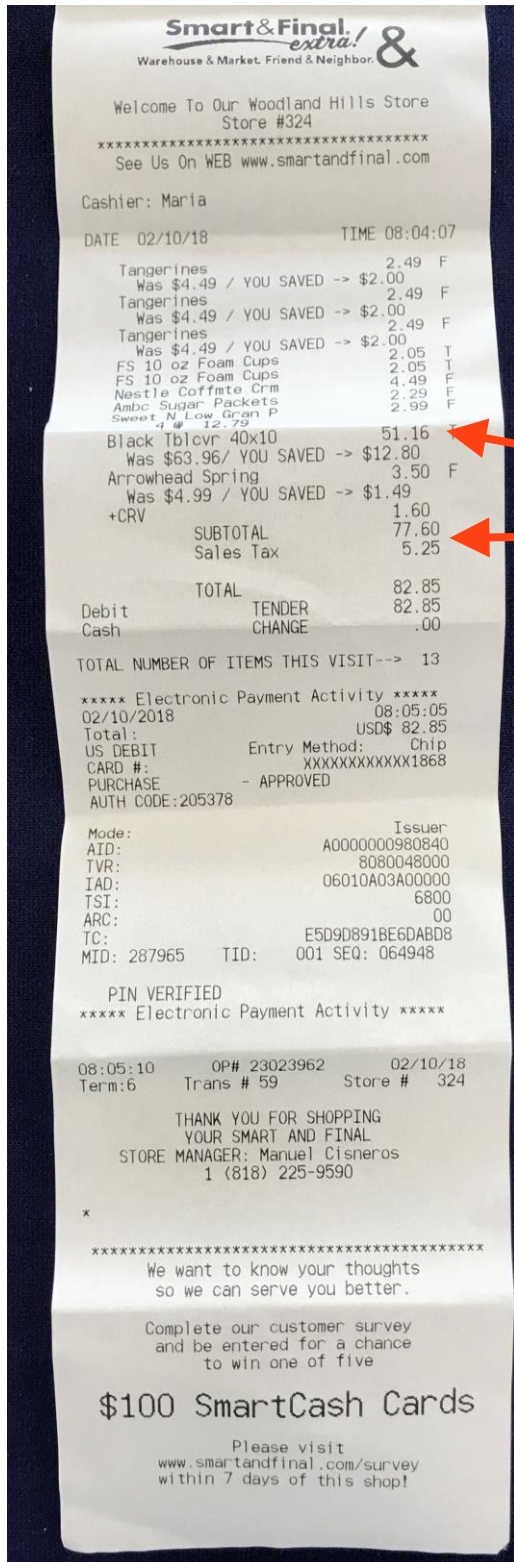 Smart&Final.
extra! &
Warehouse & Market. Friend & Neighbor.
Welcome To Our Woodland Hills Store
Store #324
*************************************
See Us On WEB www.smartandfinal.com
Cashier: Maria
DATE 02/10/18 TIME 08:04:07
Tangerines 2.49 F
Was $4.49 / YOU SAVED -> $2.00
Tangerines 2.49 F
Was $4.49 / YOU SAVED -> $2.00
Tangerines 2.49 F
Was $4.49 / YOU SAVED -> $2.00
FS 10 oz Foam Cups 2.05 T
FS 10 oz Foam Cups 2.05 T
Nestle Coffmte Crm 4.49 F
Ambc Sugar Packets 2.29 F
Sweet N Low Gran P 2.99 F
4 @ 12.79
Black Tblcvr 40x10 51.16 T
Was $63.96/ YOU SAVED -> $12.80
Arrowhead Spring 3.50 F
Was $4.99 / YOU SAVED -> $1.49
+CRV 1.60
SUBTOTAL 77.60
Sales Tax 5.25
TOTAL 82.85
Debit TENDER 82.85
Cash CHANGE .00
TOTAL NUMBER OF ITEMS THIS VISIT--> 13
***** Electronic Payment Activity *****
02/10/2018 08:05:05
Total: USD$ 82.85
US DEBIT Entry Method: Chip
CARD #: XXXXXXXXXXXX1868
PURCHASE - APPROVED
AUTH CODE:205378
Mode: Issuer
AID: A0000000980840
TVR: 8080048000
IAD: 06010A03A00000
TSI: 6800
ARC: 00
TC: E5D9D891BE6DABD8
MID: 287965 TID: 001 SEQ: 064948
PIN VERIFIED
***** Electronic Payment Activity *****
08:05:10 OP# 23023962 02/10/18
Term:6 Trans # 59 Store # 324
THANK YOU FOR SHOPPING
YOUR SMART AND FINAL
STORE MANAGER: Manuel Cisneros
1 (818) 225-9590
*
******************************************
We want to know your thoughts
so we can serve you better.
Complete our customer survey
and be entered for a chance
to win one of five
$100 SmartCash Cards
Please visit
www.smartandfinal.com/survey
within 7 days of this shop!